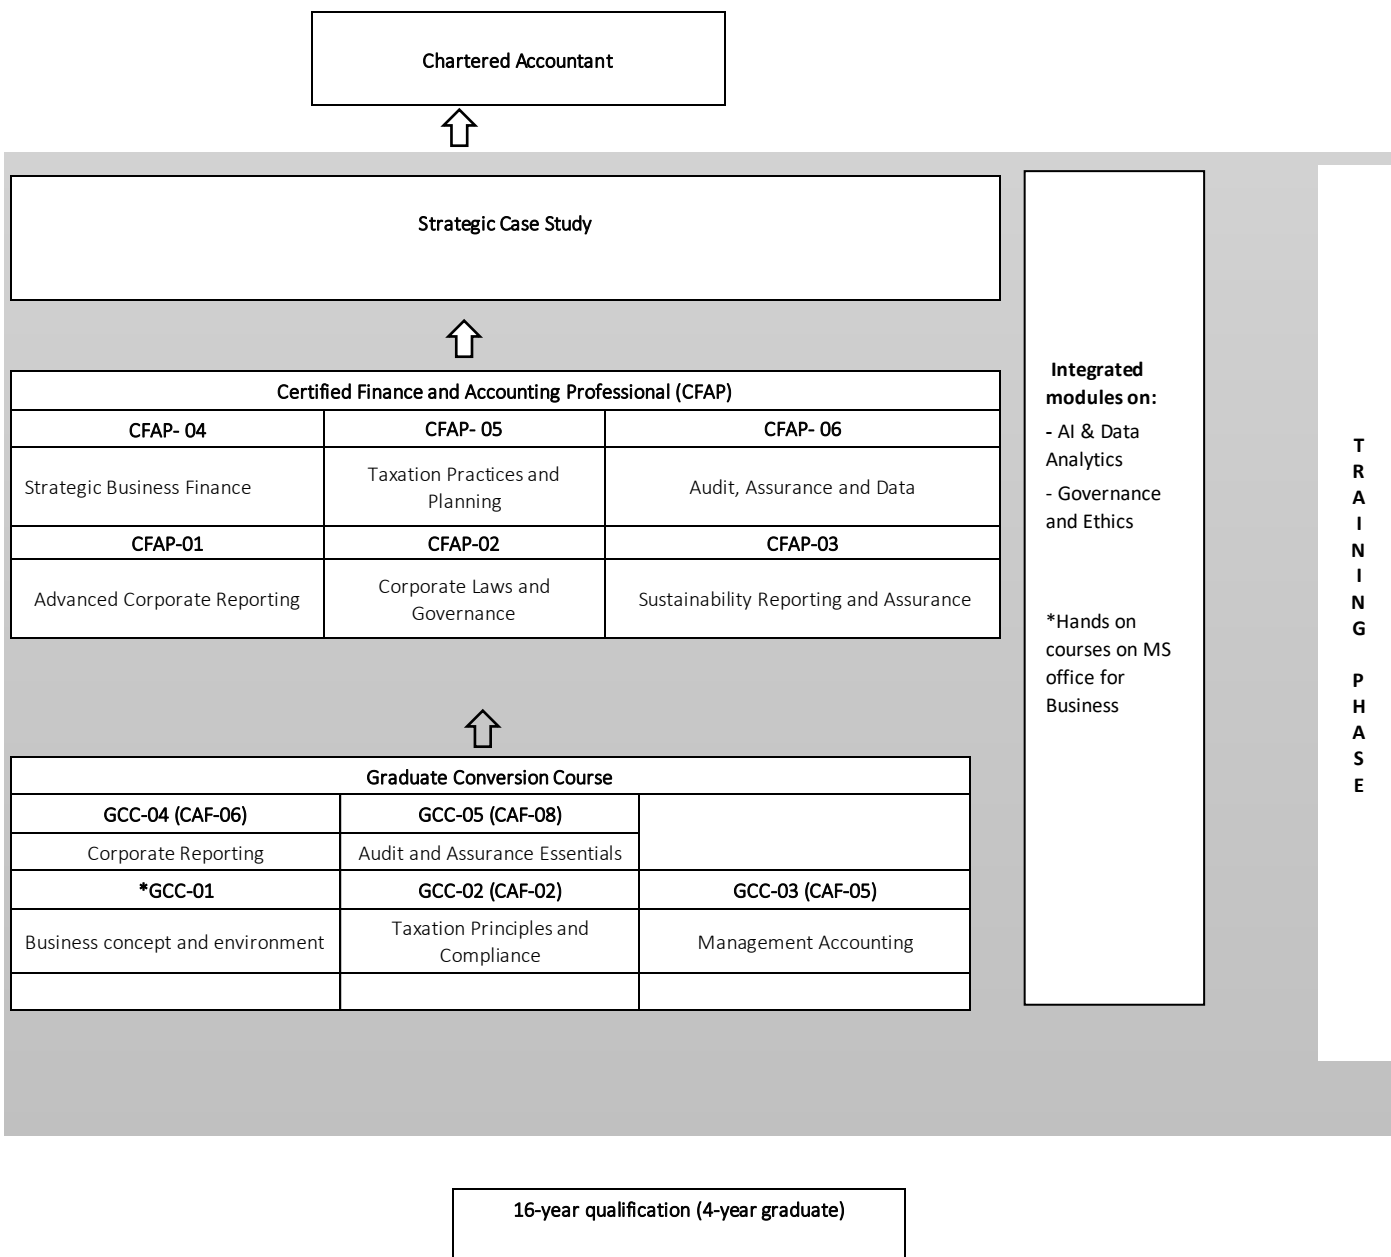 Chartered Accountant
Strategic Case Study
Certified Finance and Accounting Professional (CFAP)
CFAP- 04
CFAP- 05
CFAP- 06
Strategic Business Finance
Taxation Practices and
Planning
Audit, Assurance and Data
CFAP-01
CFAP-02
CFAP-03
Advanced Corporate Reporting
Corporate Laws and
Governance
Sustainability Reporting and Assurance
Graduate Conversion Course
GCC-04 (CAF-06)
GCC-05 (CAF-08)
Corporate Reporting
Audit and Assurance Essentials
*GCC-01
GCC-02 (CAF-02)
GCC-03 (CAF-05)
Business concept and environment
Taxation Principles and
Compliance
Management Accounting
Integrated
modules on:
- AI & Data
Analytics
- Governance
and Ethics
*Hands on
courses on MS
office for
Business
T
R
A
I
N
I
N
G
P
H
A
S
E
16-year qualification (4-year graduate)